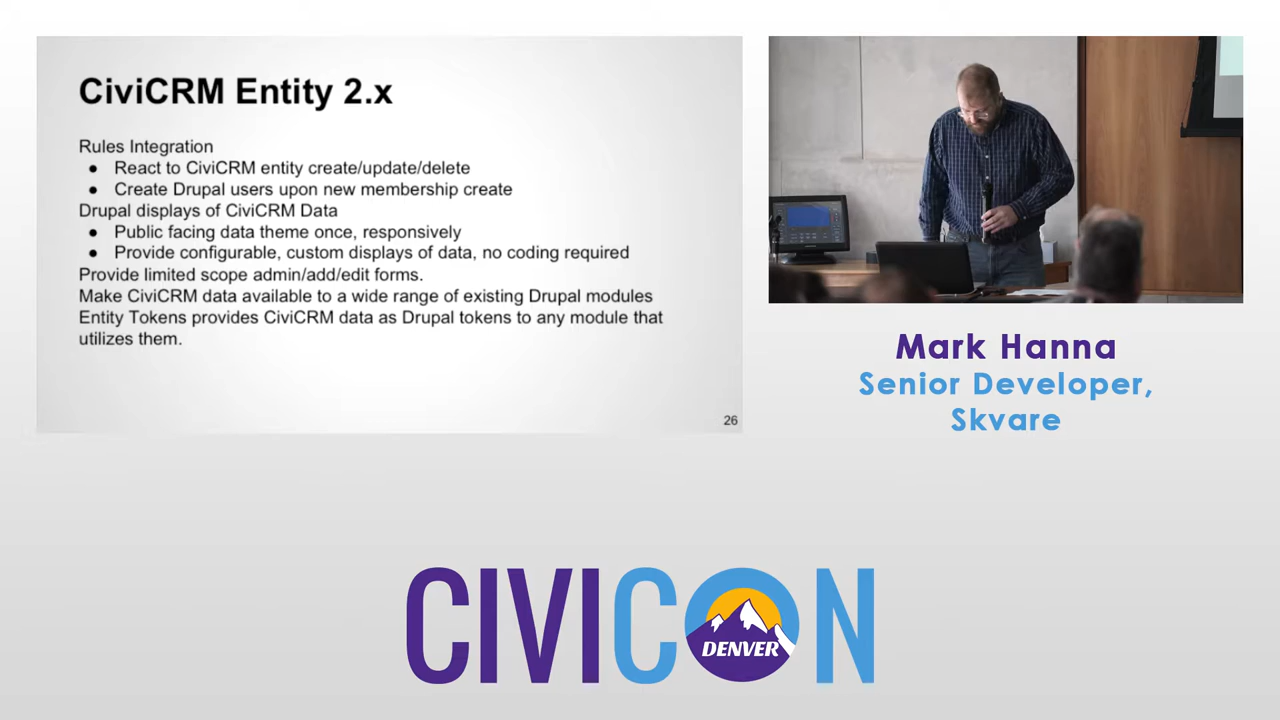 CiviCRM Entity 2.x
Rules Integration
● React to CiviCRM entity create/update/delete
● Create Drupal users upon new membership create
Drupal displays of CiviCRM Data
● Public facing data theme once, responsively
● Provide configurable, custom displays of data, no coding required
Provide limited scope admin/add/edit forms.
Make CiviCRM data available to a wide range of existing Drupal modules
Entity Tokens provides CiviCRM data as Drupal tokens to any module that
utilizes them.
26
Mark Hanna
Senior Developer,
Skvare
CIVICON
DENVER